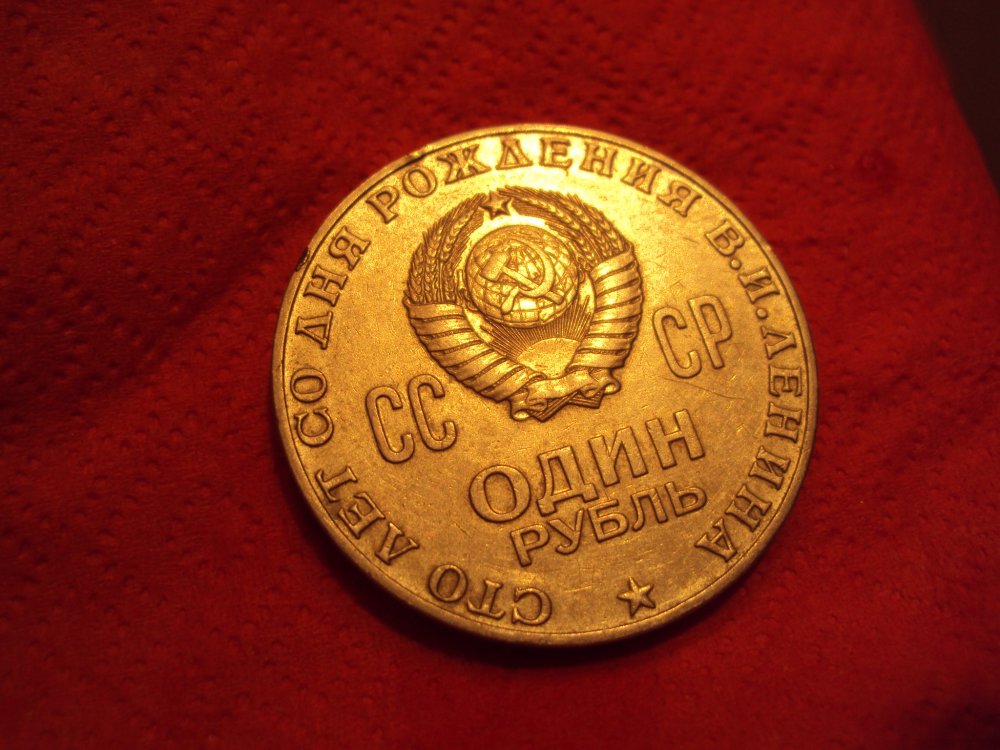 СТО ЛЕТ СО ДНЯ РОЖДЕНИЯ В.И.ЛЕНИНА
СС СР
ОДИН
РУБЛЬ